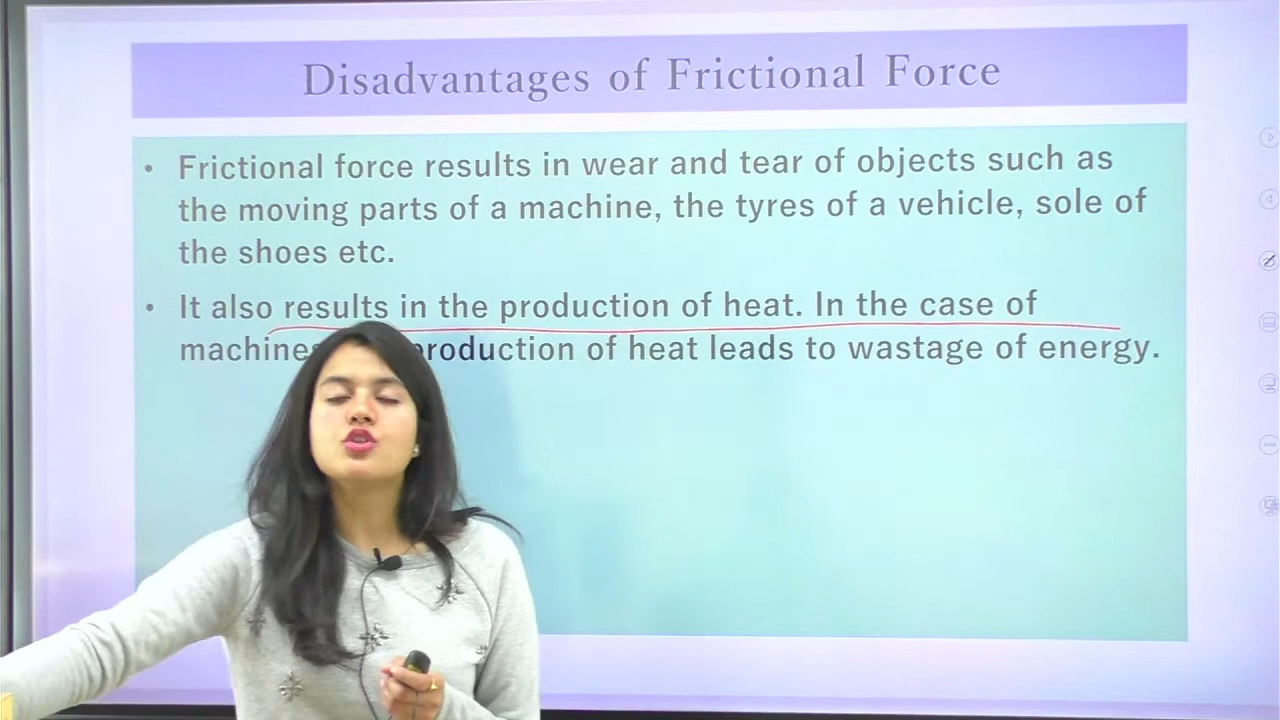 Disadvantages of Frictional Force
• Frictional force results in wear and tear of objects such as
the moving parts of a machine, the tyres of a vehicle, sole of
the shoes etc.
• It also results in the production of heat. In the case of
machines production of heat leads to wastage of energy.